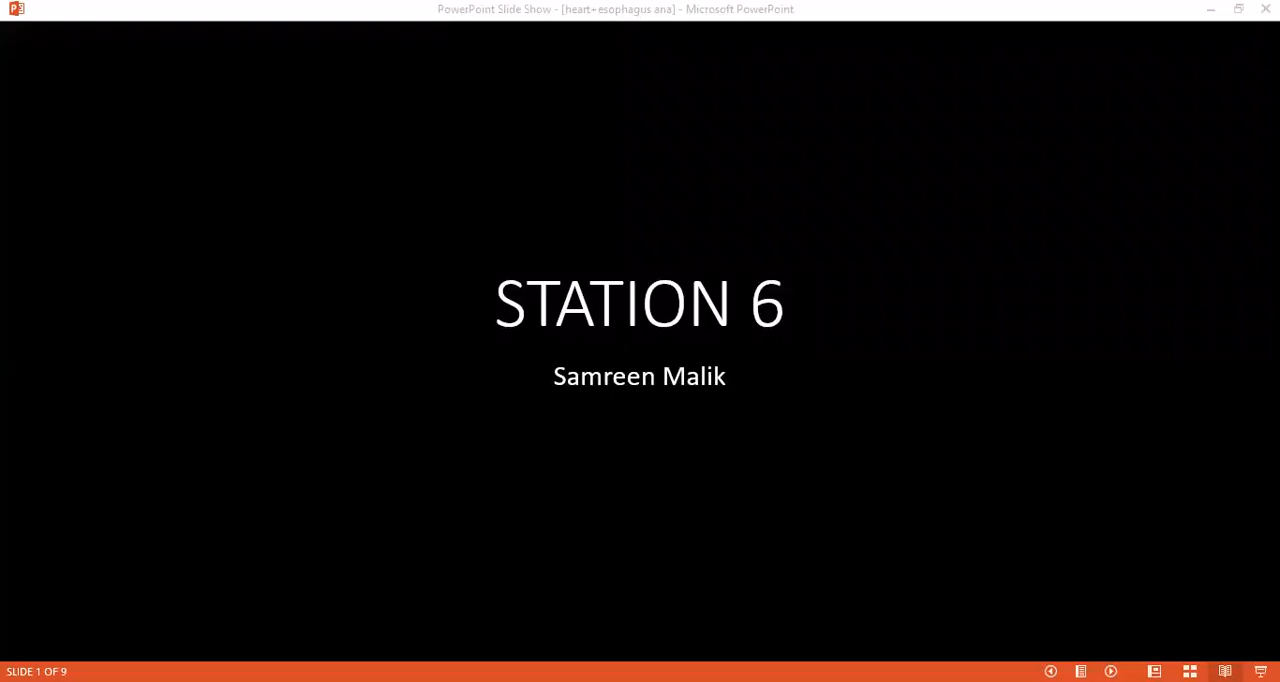 PowerPoint Slide Show - [heart+esophagus ana] - Microsoft PowerPoint
STATION 6
Samreen Malik
SLIDE 1 OF 9